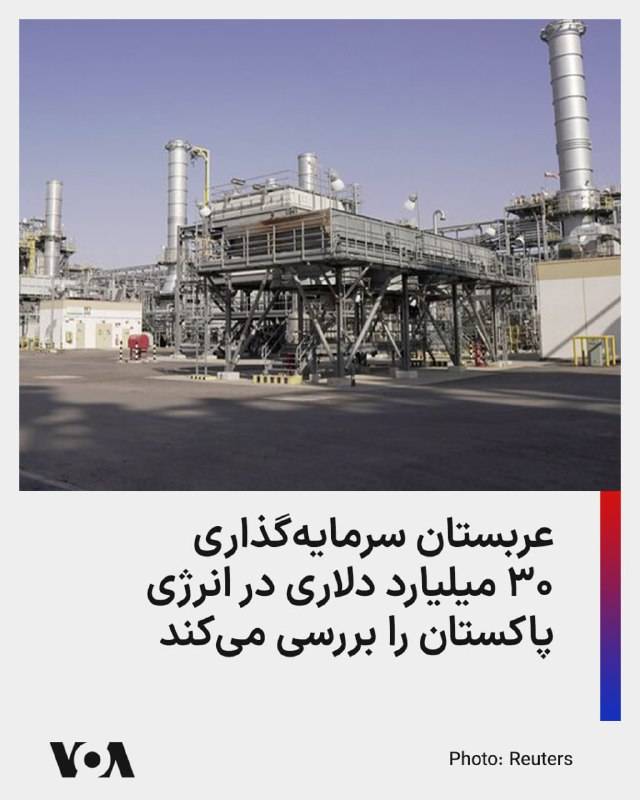 عربستان سرمایه‌گذاری
۳۰ میلیارد دلاری در انرژی
پاکستان را بررسی می‌کند
VOA
Photo: Reuters